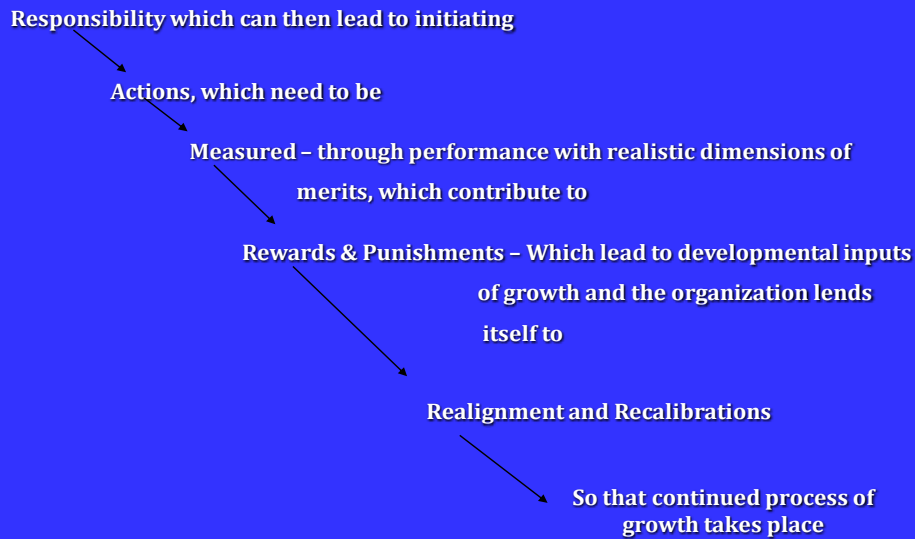 Responsibility which can then lead to initiating
Actions, which need to be
Measured – through performance with realistic dimensions of
merits, which contribute to
Rewards & Punishments – Which lead to developmental inputs
of growth and the organization lends
itself to
Realignment and Recalibrations
So that continued process of
growth takes place